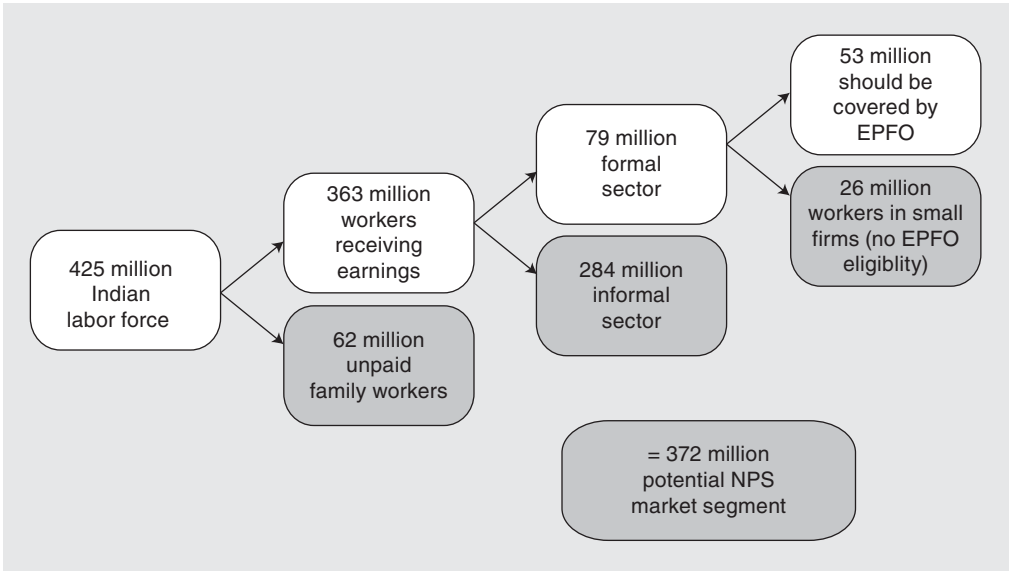 425 million
Indian
labor force
363 million
workers
receiving
earnings
62 million
unpaid
family workers
79 million
formal
sector
284 million
informal
sector
53 million
should be
covered by
EPFO
26 million
workers in small
firms (no EPFO
eligiblity)
= 372 million
potential NPS
market segment